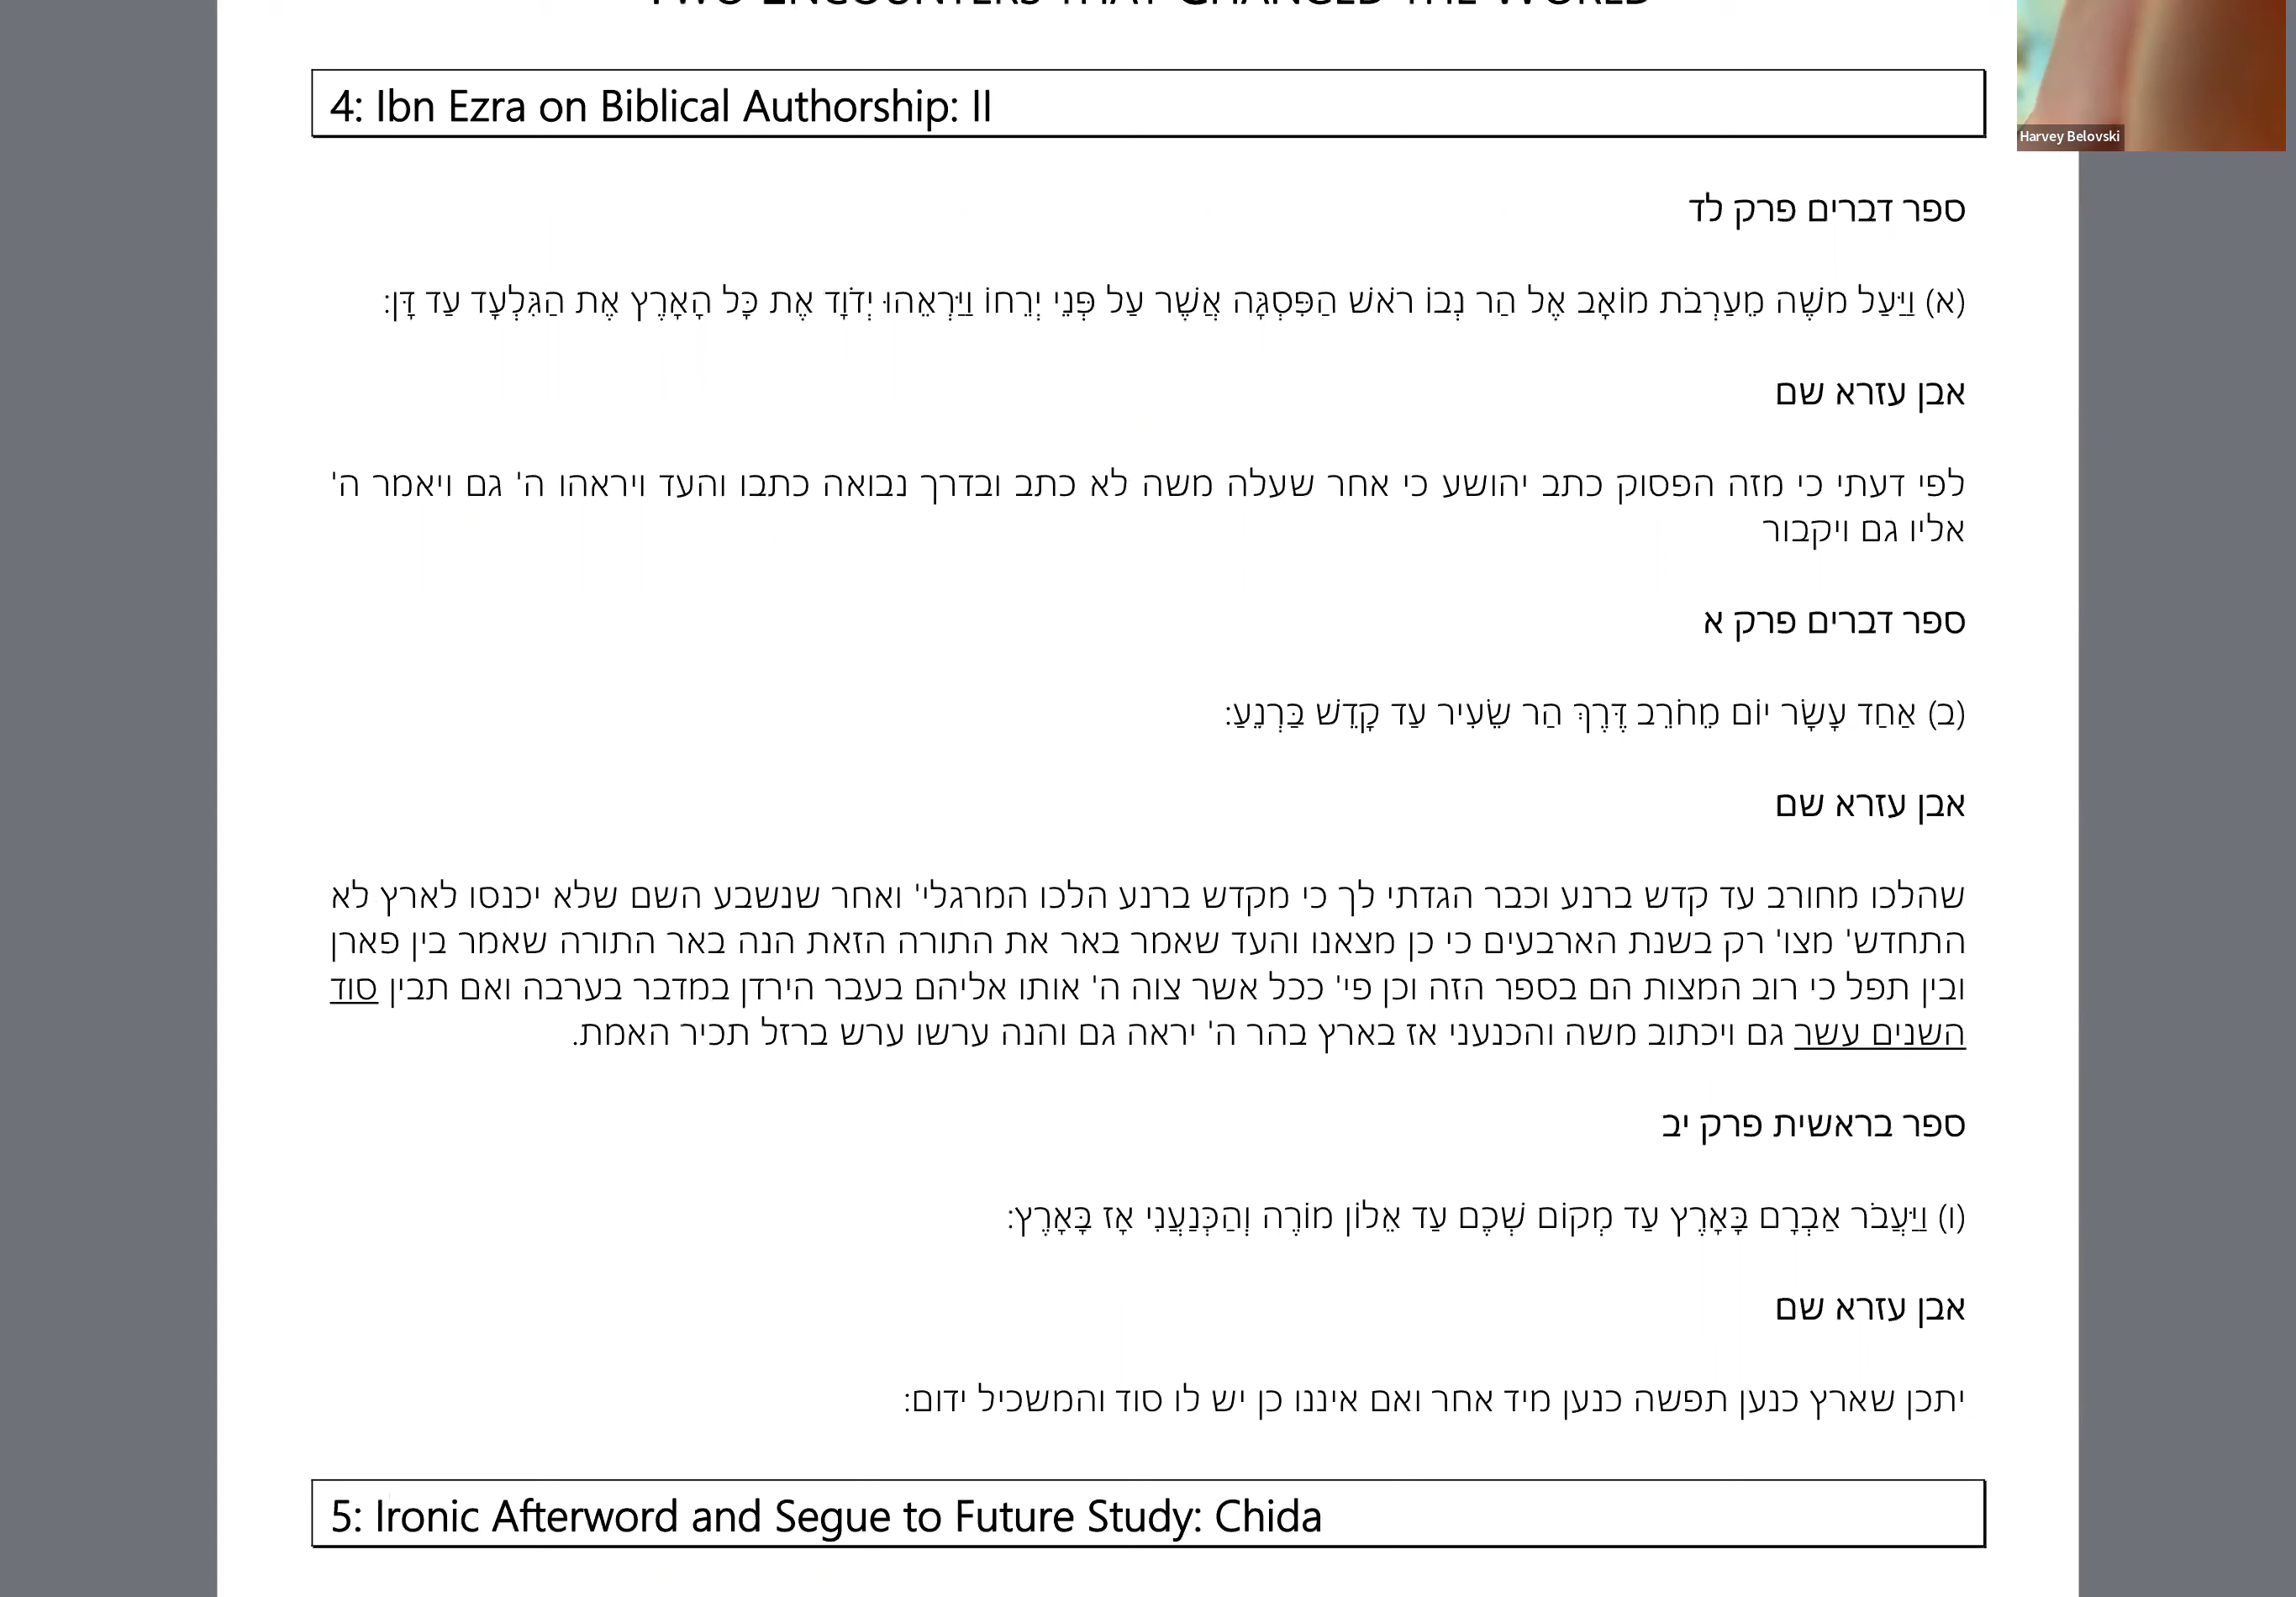 TWO ENCOUNTERS THAT CHANGED THE WORLD
4: Ibn Ezra on Biblical Authorship: II
Harvey Belovski
ספר דברים פרק לד
(א) וַיַּעַל מֹשֶׁה מֵעַרְבֹת מוֹאָב אֶל הַר נְבוֹ רֹאשׁ הַפִּסְגָּה אֲשֶׁר עַל פְּנֵי יְרֵחוֹ וַיַּרְאֵהוּ יְדֹוָד אֶת כָּל הָאָרֶץ אֶת הַגִּלְעָד עַד דָּן:
אבן עזרא שם
לפי דעתי כי מזה הפסוק כתב יהושע כי אחר שעלה משה לא כתב ובדרך נבואה כתבו והעד ויראהו ה' גם ויאמר ה'
אליו גם ויקבור
ספר דברים פרק א
(ב) אַחַד עָשָׂר יוֹם מֵחֹרֵב דֶּרֶךְ הַר שֵׂעִיר עַד קָדֵשׁ בַּרְנֵעַ:
אבן עזרא שם
שהלכו מחורב עד קדש ברנע וכבר הגדתי לך כי מקדש ברנע הלכו המרגלי' ואחר שנשבע השם שלא יכנסו לארץ לא
התחדש' מצו' רק בשנת הארבעים כי כן מצאנו והעד שאמר באר את התורה הזאת הנה באר התורה שאמר בין פארן
ובין תפל כי רוב המצות הם בספר הזה וכן פי' ככל אשר צוה ה' אותו אליהם בעבר הירדן במדבר בערבה ואם תבין סוד
השנים עשר גם ויכתוב משה והכנעני אז בארץ בהר ה' יראה גם והנה ערשו ערש ברזל תכיר האמת.
ספר בראשית פרק יב
(ו) וַיַּעֲבֹר אַבְרָם בָּאָרֶץ עַד מְקוֹם שְׁכֶם עַד אֵלוֹן מוֹרֶה וְהַכְּנַעֲנִי אָז בָּאָרֶץ:
אבן עזרא שם
יתכן שארץ כנען תפשה כנען מיד אחר ואם איננו כן יש לו סוד והמשכיל ידום:
5: Ironic Afterword and Segue to Future Study: Chida